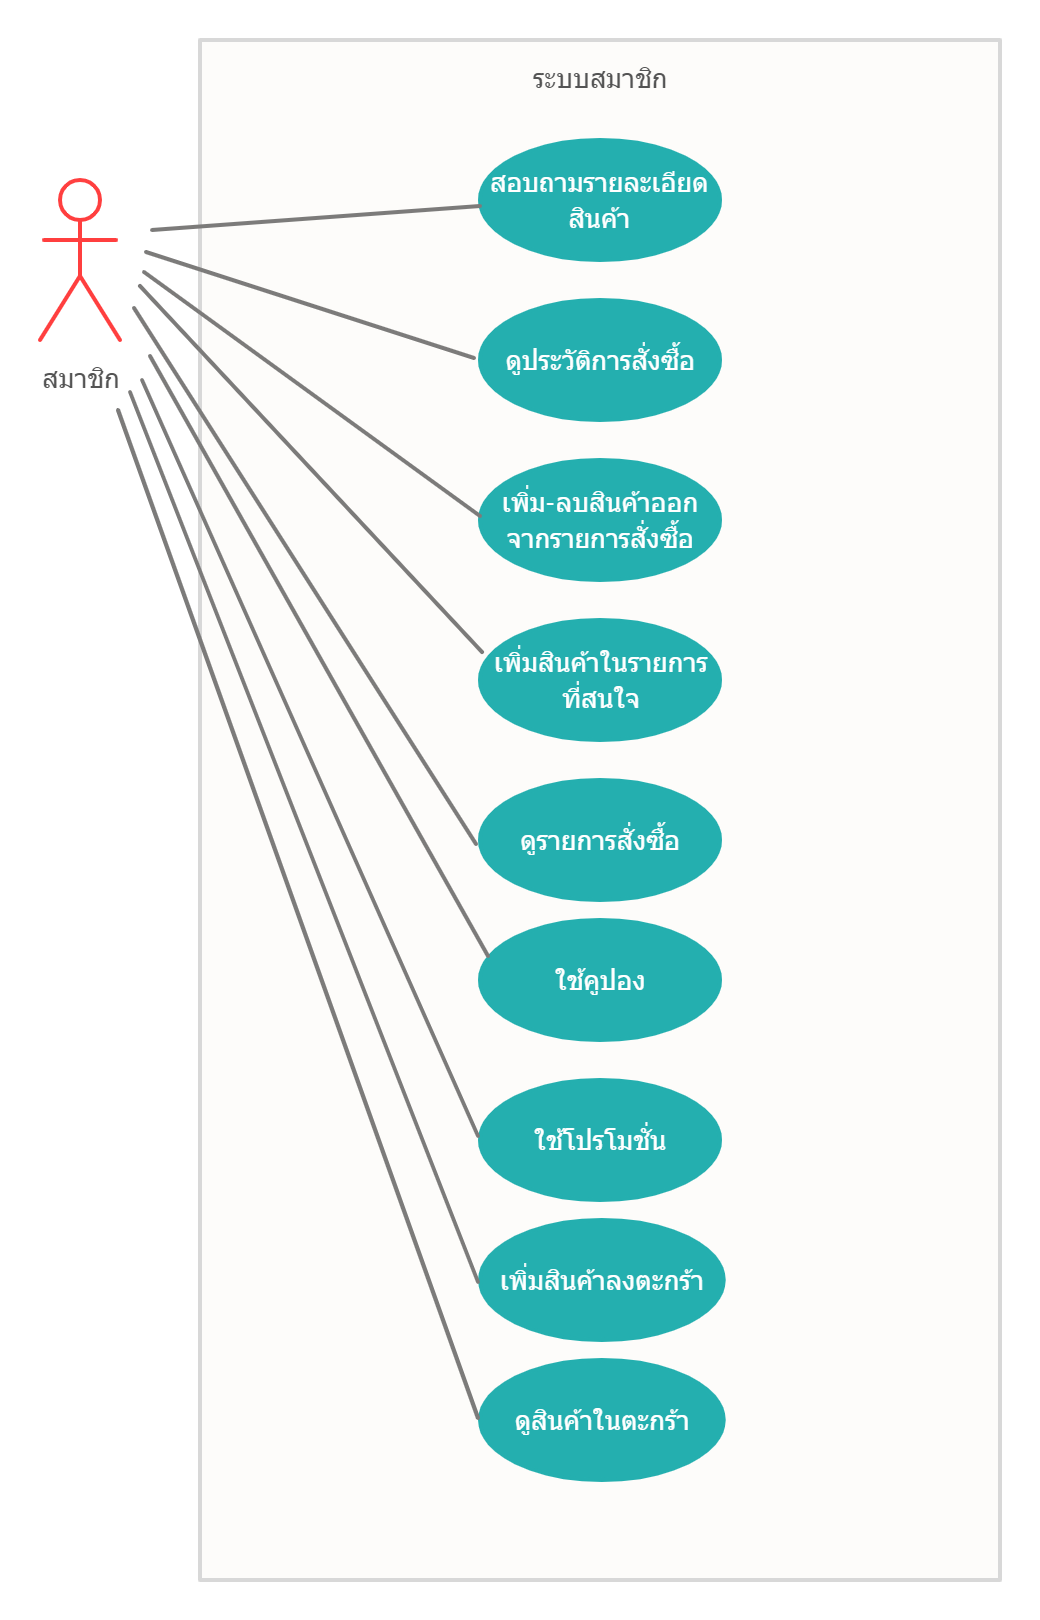 ระบบสมาชิก
สอบถามรายละเอียด
สินค้า
ดูประวัติการสั่งซื้อ
สมาชิก
เพิ่ม-ลบสินค้าออก
จากรายการสั่งซื้อ
เพิ่มสินค้าในรายการ
ที่สนใจ
ดูรายการสั่งซื้อ
ใช้คูปอง
ใช้โปรโมชั่น
เพิ่มสินค้าลงตะกร้า
ดูสินค้าในตะกร้า